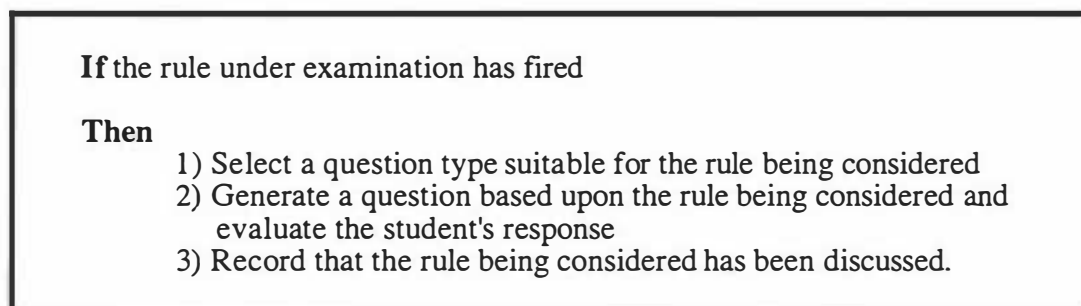 If the rule under examination has fired
Then
1) Select a question type suitable for the rule being considered
2) Generate a question based upon the rule being considered and
evaluate the student's response
3) Record that the rule being considered has been discussed.